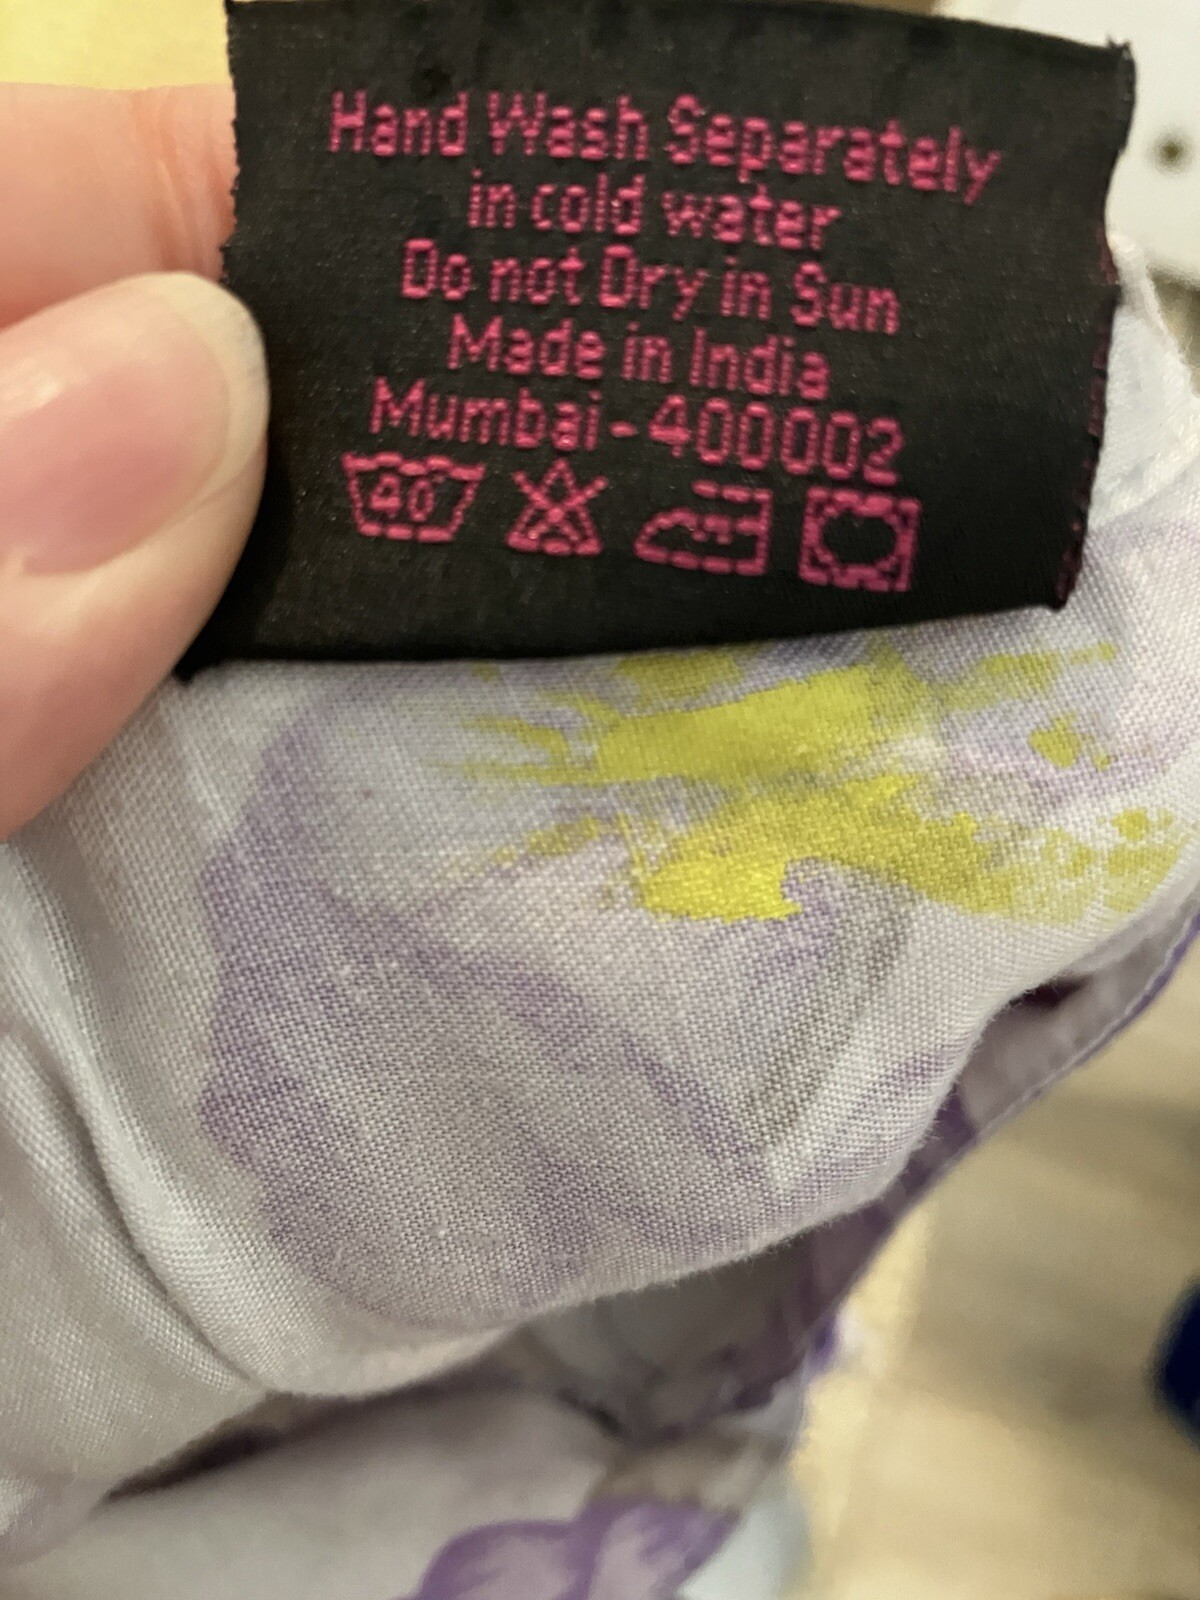 Hand Wash Separately
in cold water
Do not Dry in Sun
Made in India
Mumbai - 400002
40°